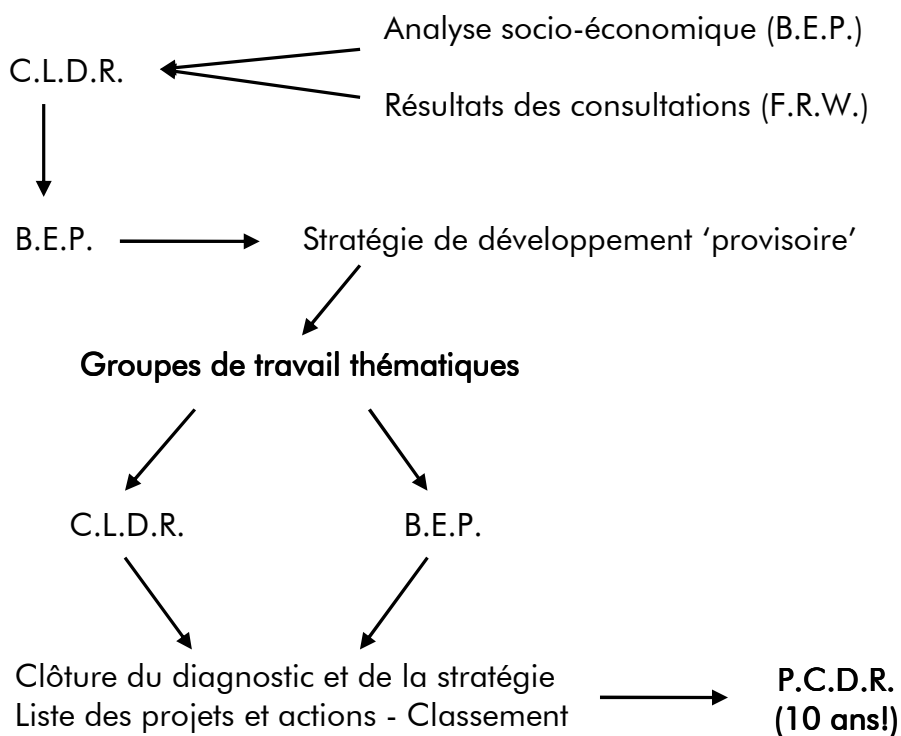 Analyse socio-économique (B.E.P.)
C.L.D.R.
Résultats des consultations (F.R.W.)
B.E.P.
Stratégie de développement ‘provisoire’
Groupes de travail thématiques
C.L.D.R.
B.E.P.
Clôture du diagnostic et de la stratégie
Liste des projets et actions - Classement
P.C.D.R.
(10 ans!)